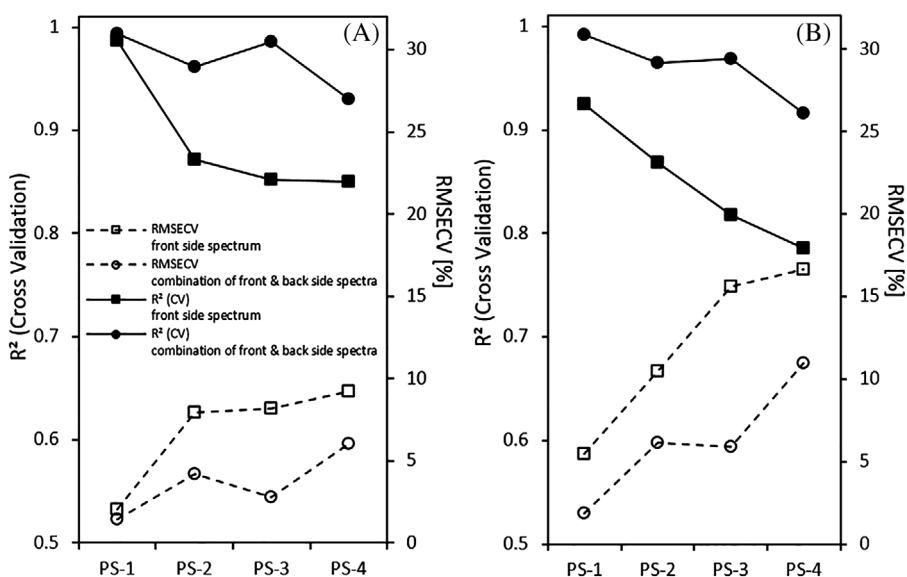 (A)
1
0.9
0.8
0.7
0.6
0.5
R² (Cross Validation)
30
25
20
15
10
5
0
RMSECV [%]
RMSECV
front side spectrum
RMSECV
combination of front & back side spectra
R² (CV)
front side spectrum
R² (CV)
combination of front & back side spectra
PS-1 PS-2 PS-3 PS-4
(B)
1
0.9
0.8
0.7
0.6
0.5
R² (Cross Validation)
30
25
20
15
10
5
0
RMSECV [%]
PS-1 PS-2 PS-3 PS-4